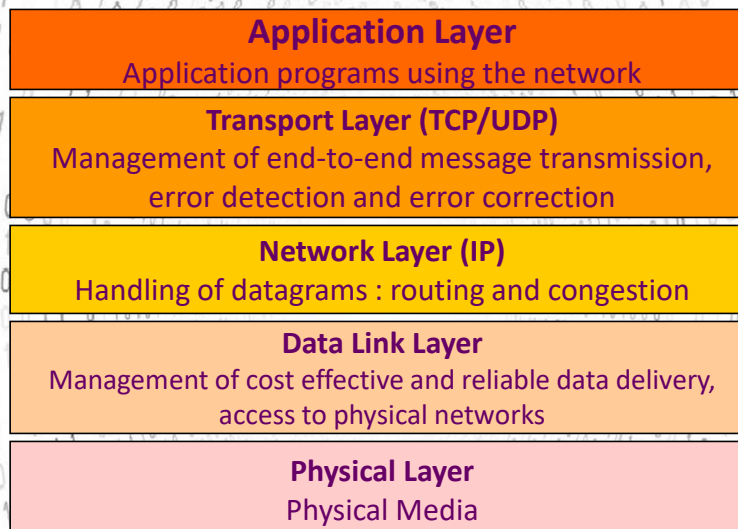 Application Layer
Application programs using the network
Transport Layer (TCP/UDP)
Management of end-to-end message transmission,
error detection and error correction
Network Layer (IP)
Handling of datagrams : routing and congestion
Data Link Layer
Management of cost effective and reliable data delivery,
access to physical networks
Physical Layer
Physical Media